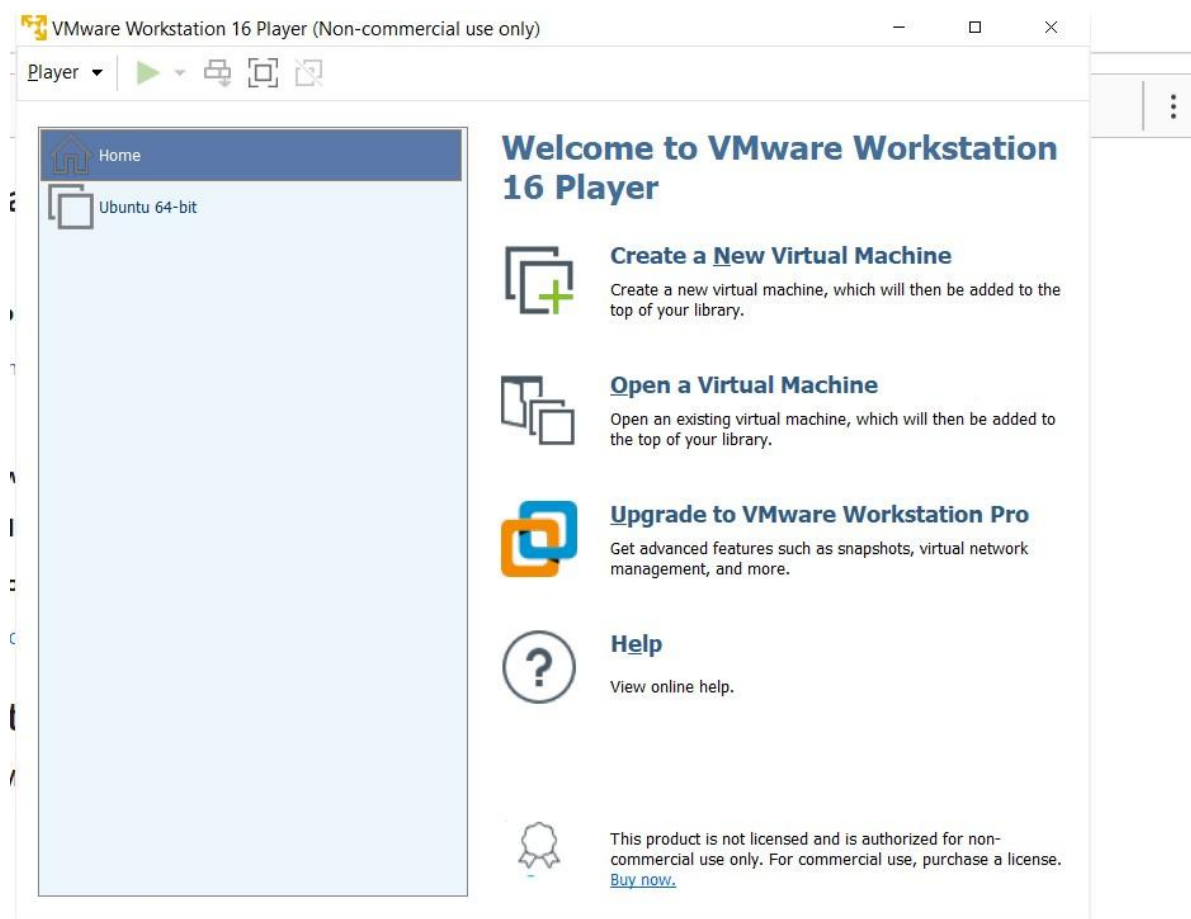 VMware Workstation 16 Player (Non-commercial use only)
Player
Home
Ubuntu 64-bit
Welcome to VMware Workstation
16 Player
Create a New Virtual Machine
Create a new virtual machine, which will then be added to the
top of your library.
Open a Virtual Machine
Open an existing virtual machine, which will then be added to
the top of your library.
Upgrade to VMware Workstation Pro
Get advanced features such as snapshots, virtual network
management, and more.
Help
View online help.
This product is not licensed and is authorized for non-
commercial use only. For commercial use, purchase a license.
Buy now.